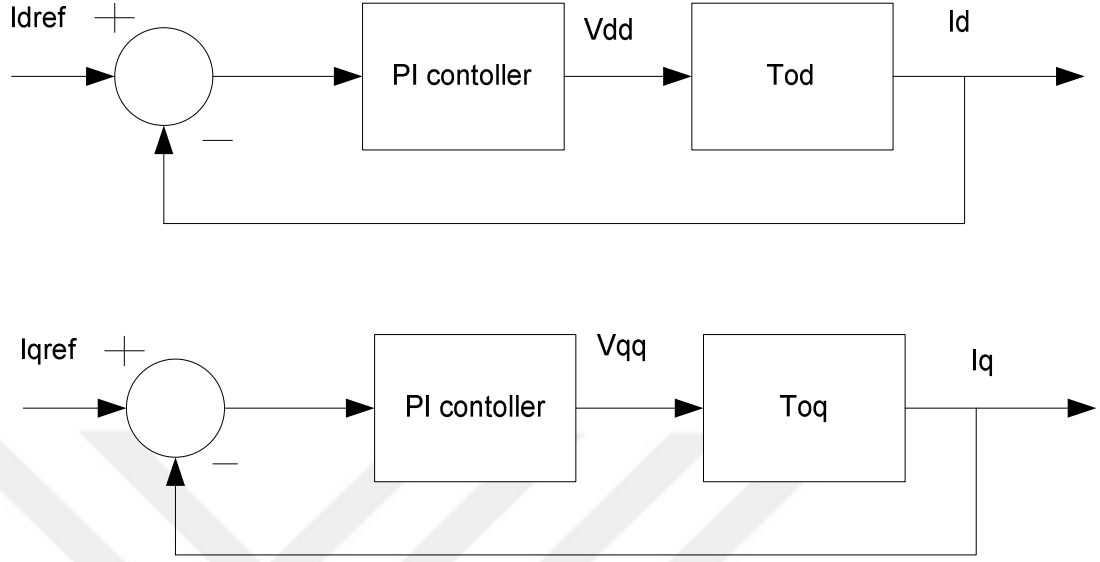 Idref
+
Vdd
Id
PI contoller
Tod
—
Iqref
+
Vqq
Iq
PI contoller
Toq
—